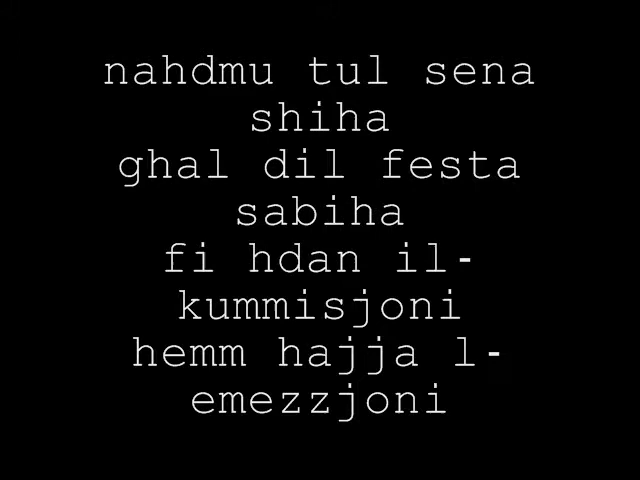 nahdmu tul sena
shiha
ghal dil festa
sabiha
fi hdan il-
kummisjoni
hemm hajja l-
emezzjoni